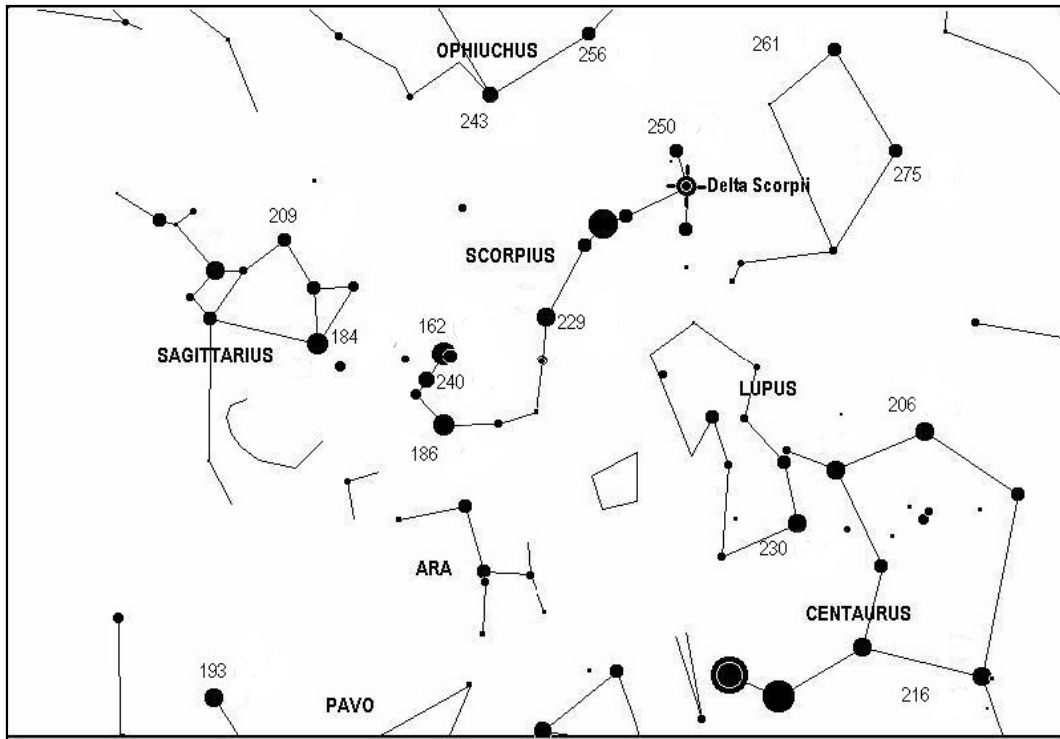 OPHIUCHUS
256
261
243
250
275
Delta Scorpii
209
SCORPIUS
229
184
162
SAGITTARIUS
240
LUPUS
206
186
230
ARA
CENTAURUS
193
PAVO
216